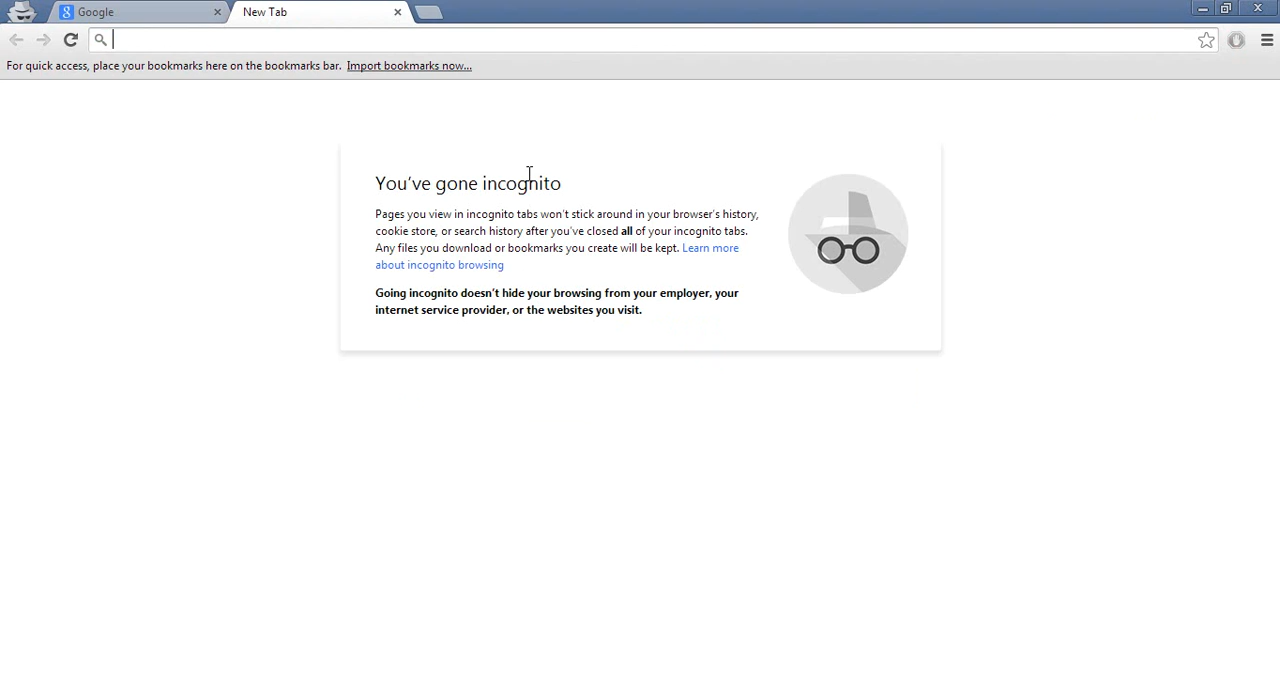 Google
New Tab
For quick access, place your bookmarks here on the bookmarks bar. Import bookmarks now...
You've gone incognito
Pages you view in incognito tabs won't stick around in your browser's history,
cookie store, or search history after you've closed all of your incognito tabs.
Any files you download or bookmarks you create will be kept. Learn more
about incognito browsing
Going incognito doesn't hide your browsing from your employer, your
internet service provider, or the websites you visit.